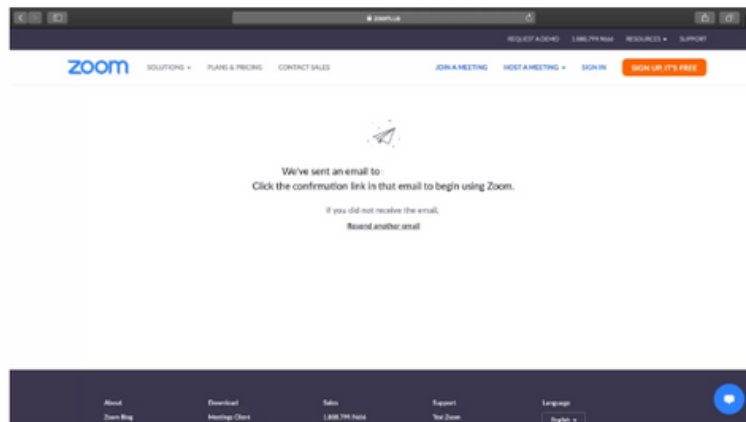 zoom.us
REQUEST A DEMO 1.888.799.9666 RESOURCES SUPPORT
zoom SOLUTIONS PLANS & PRICING CONTACT SALES JOIN A MEETING HOST A MEETING SIGN IN SIGN UP, IT'S FREE
We've sent an email to
Click the confirmation link in that email to begin using Zoom.
If you did not receive the email,
Resend another email
About Download Sales Support Language
Zoom Blog Meetings Client 1.888.799.9666 Test Zoom English